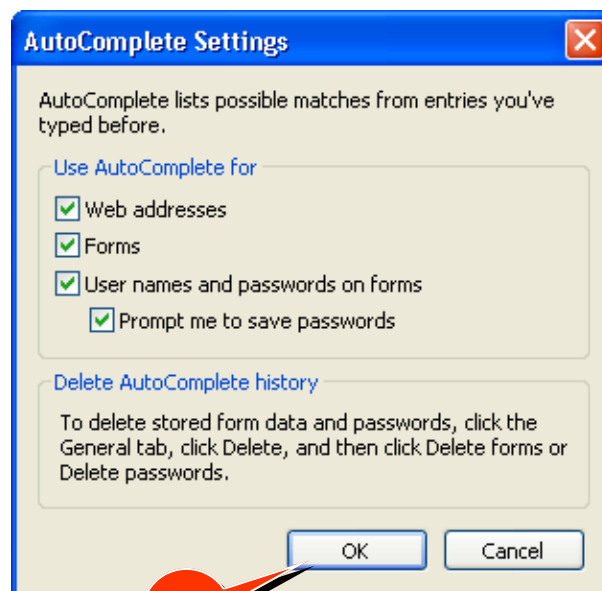 AutoComplete Settings
AutoComplete lists possible matches from entries you've
typed before.
Use AutoComplete for
Web addresses
Forms
User names and passwords on forms
Prompt me to save passwords
Delete AutoComplete history
To delete stored form data and passwords, click the
General tab, click Delete, and then click Delete forms or
Delete passwords.
OK
Cancel